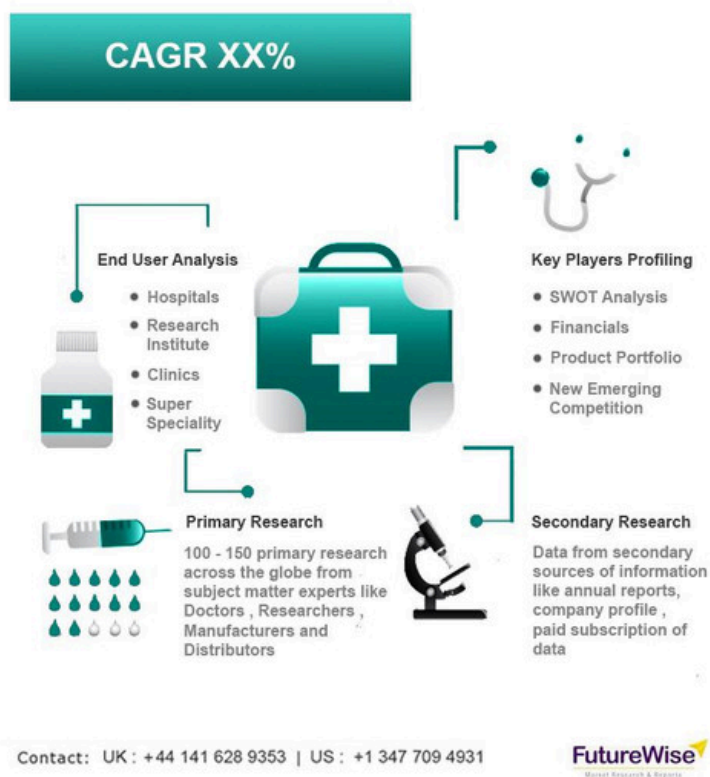 CAGR XX%
End User Analysis
Hospitals
Research
Institute
Clinics
Super
Speciality
Key Players Profiling
SWOT Analysis
Financials
Product Portfolio
New Emerging
Competition
Primary Research
100 - 150 primary research
across the globe from
subject matter experts like
Doctors , Researchers ,
Manufacturers and
Distributors
Secondary Research
Data from secondary
sources of information
like annual reports,
company profile ,
paid subscription of
data
Contact: UK : +44 141 628 9353 | US : +1 347 709 4931
FutureWise
Market Research & Reports